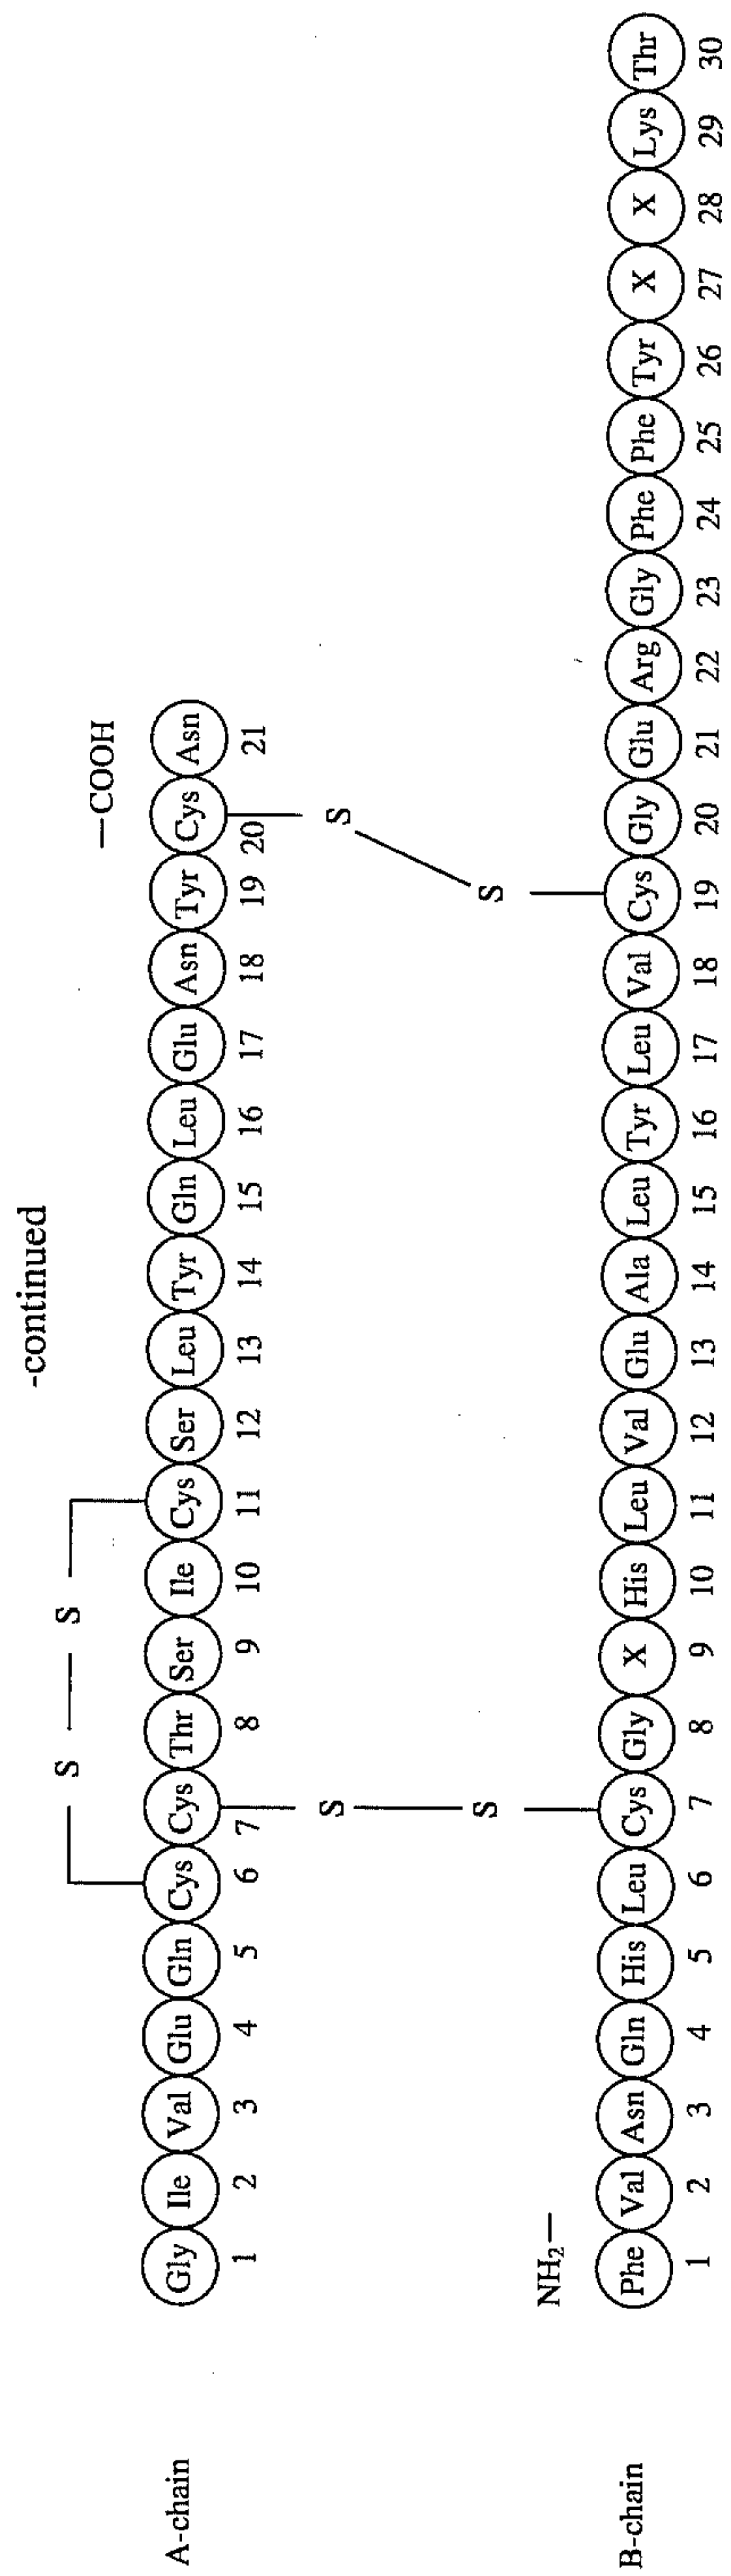 -continued
S S
A-chain Gly Ile Val Glu Gln Cys Cys Thr Ser Ile Cys Ser Leu Tyr Gln Leu Glu Asn Tyr Cys Asn —COOH
1 2 3 4 5 6 7 8 9 10 11 12 13 14 15 16 17 18 19 20 21
S S
S S
NH₂—
B-chain Phe Val Asn Gln His Leu Cys Gly X His Leu Val Glu Ala Leu Tyr Leu Val Cys Gly Glu Arg Gly Phe Phe Tyr X X Lys Thr
1 2 3 4 5 6 7 8 9 10 11 12 13 14 15 16 17 18 19 20 21 22 23 24 25 26 27 28 29 30